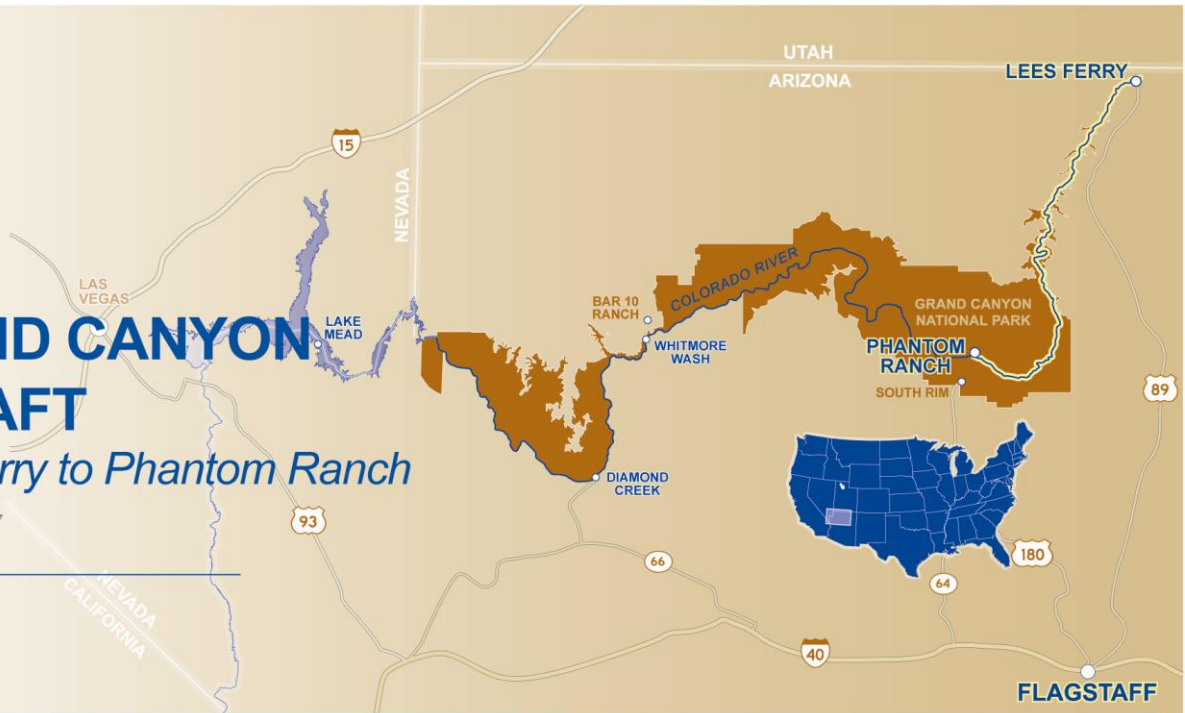 UTAH
ARIZONA
LEES FERRY
15
NEVADA
LAS
VEGAS
COLORADO RIVER
BAR 10
RANCH
GRAND CANYON
NATIONAL PARK
LAKE
MEAD
WHITMORE
WASH
PHANTOM
RANCH
SOUTH RIM
89
CANYON
AFT
rry to Phantom Ranch
DIAMOND
CREEK
93
66
180
64
NEVADA
CALIFORNIA
40
FLAGSTAFF